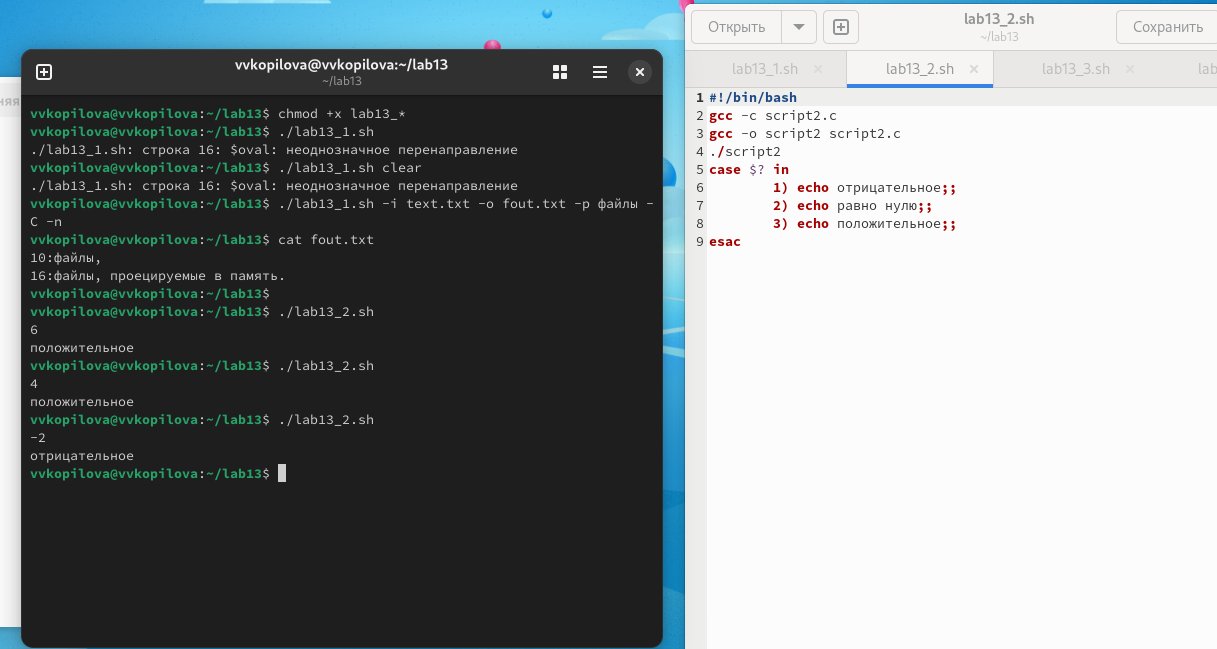 няя
vvkopilova@vvkopilova:~/lab13
~/lab13
vvkopilova@vvkopilova:~/lab13$ chmod +x lab13_*
vvkopilova@vvkopilova:~/lab13$ ./lab13_1.sh
./lab13_1.sh: строка 16: $oval: неоднозначное перенаправление
vvkopilova@vvkopilova:~/lab13$ ./lab13_1.sh clear
./lab13_1.sh: строка 16: $oval: неоднозначное перенаправление
vvkopilova@vvkopilova:~/lab13$ ./lab13_1.sh -i text.txt -o fout.txt -p файлы -
C -n
vvkopilova@vvkopilova:~/lab13$ cat fout.txt
10:файлы,
16:файлы, проецируемые в память.
vvkopilova@vvkopilova:~/lab13$
vvkopilova@vvkopilova:~/lab13$ ./lab13_2.sh
6
положительное
vvkopilova@vvkopilova:~/lab13$ ./lab13_2.sh
4
положительное
vvkopilova@vvkopilova:~/lab13$ ./lab13_2.sh
-2
отрицательное
vvkopilova@vvkopilova:~/lab13$
Открыть
lab13_2.sh
~/lab13
Сохранить
lab13_1.sh
lab13_2.sh
lab13_3.sh
lab
1 #!/bin/bash
2 gcc -c script2.c
3 gcc -o script2 script2.c
4 ./script2
5 case $? in
6 1) echo отрицательное;;
7 2) echo равно нулю;;
8 3) echo положительное;;
9 esac